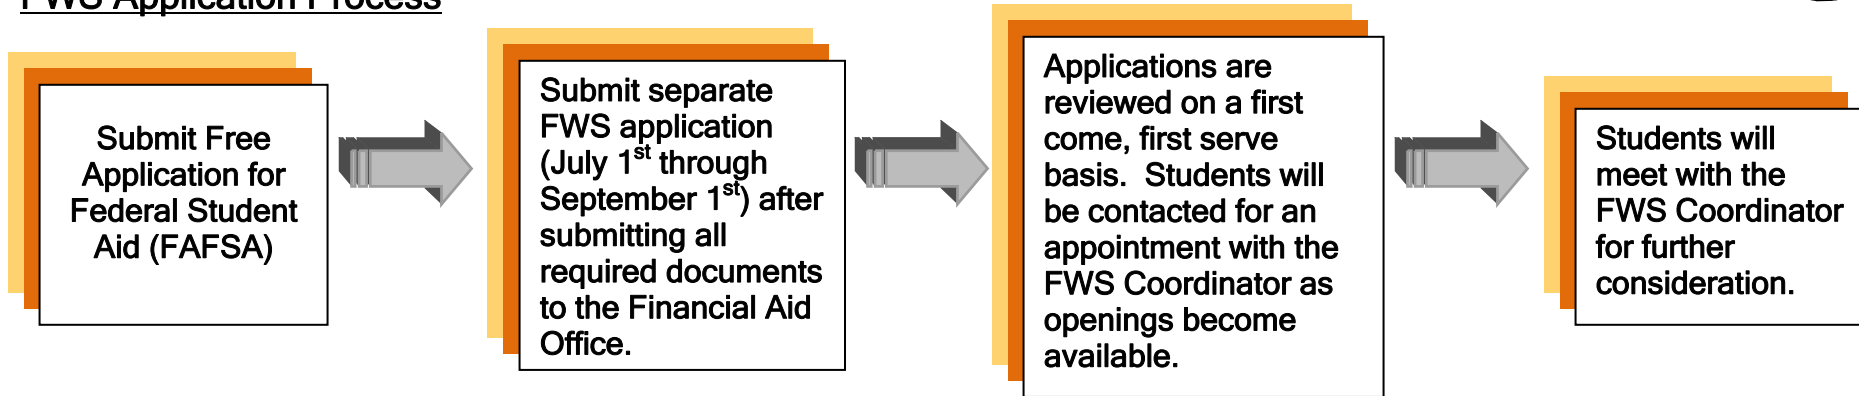 FWS Application Process
Submit Free
Application for
Federal Student
Aid (FAFSA)
Submit separate
FWS application
(July 1st through
September 1st) after
submitting all
required documents
to the Financial Aid
Office.
Applications are
reviewed on a first
come, first serve
basis.  Students will
be contacted for an
appointment with the
FWS Coordinator as
openings become
available.
Students will
meet with the
FWS Coordinator
for further
consideration.